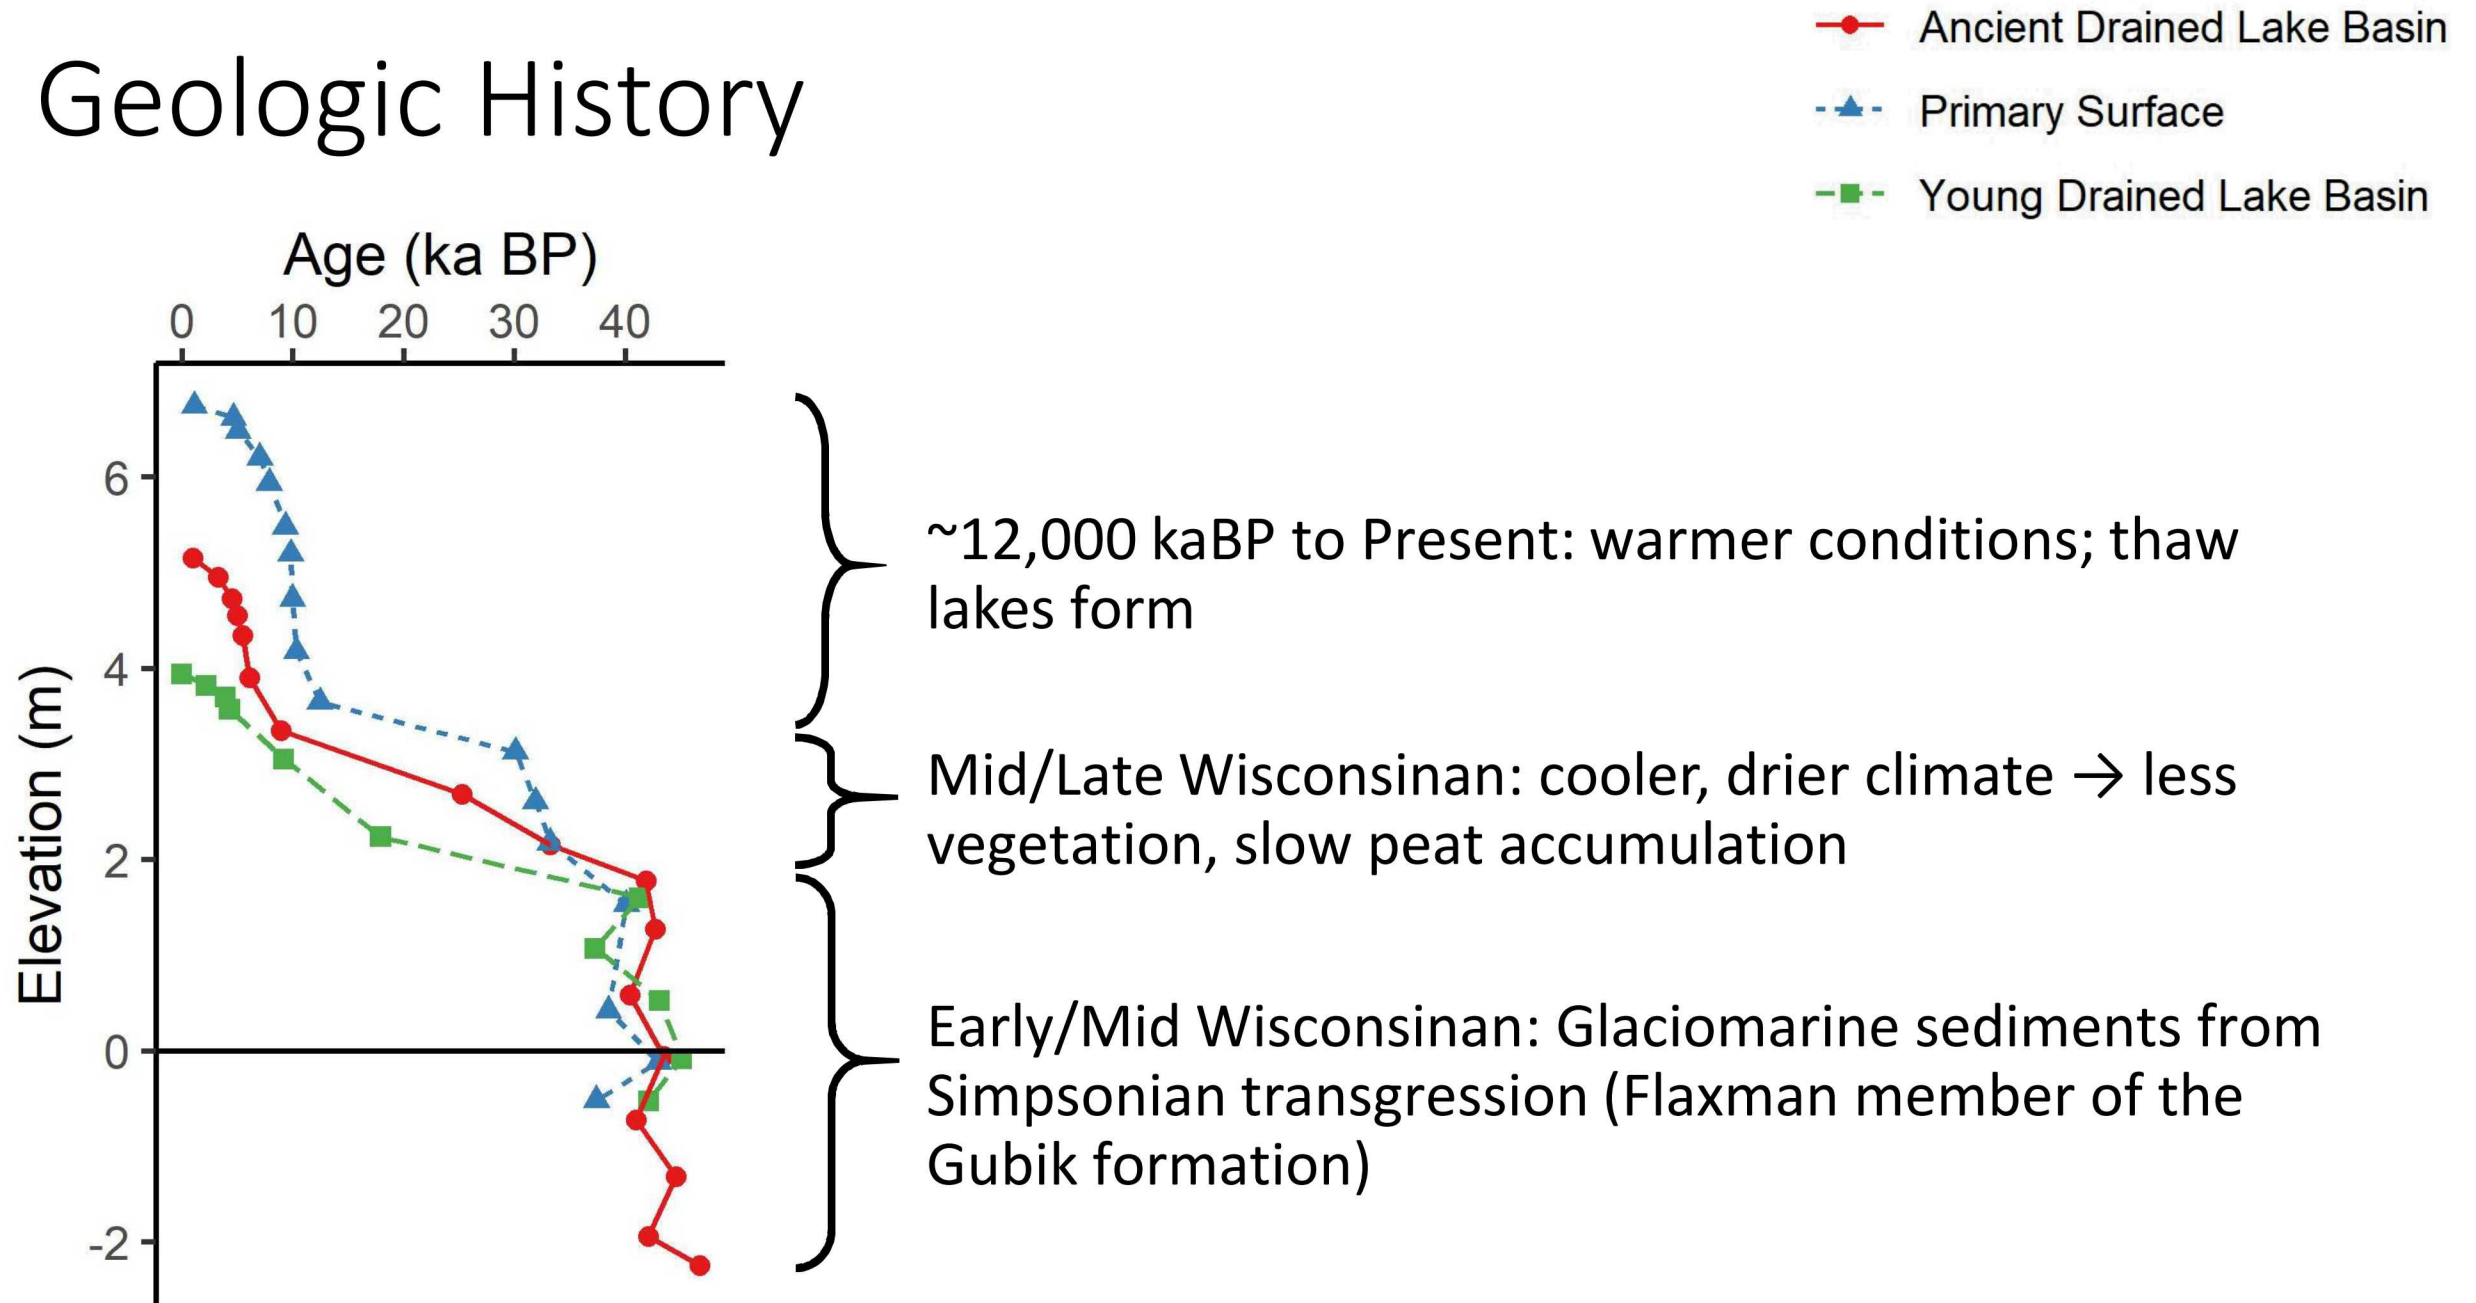 Geologic History
Ancient Drained Lake Basin
Primary Surface
Young Drained Lake Basin
Age (ka BP)
0 10 20 30 40
Elevation (m)
6
4
2
0
-2
~12,000 kaBP to Present: warmer conditions; thaw
lakes form
Mid/Late Wisconsinan: cooler, drier climate → less
vegetation, slow peat accumulation
Early/Mid Wisconsinan: Glaciomarine sediments from
Simpsonian transgression (Flaxman member of the
Gubik formation)